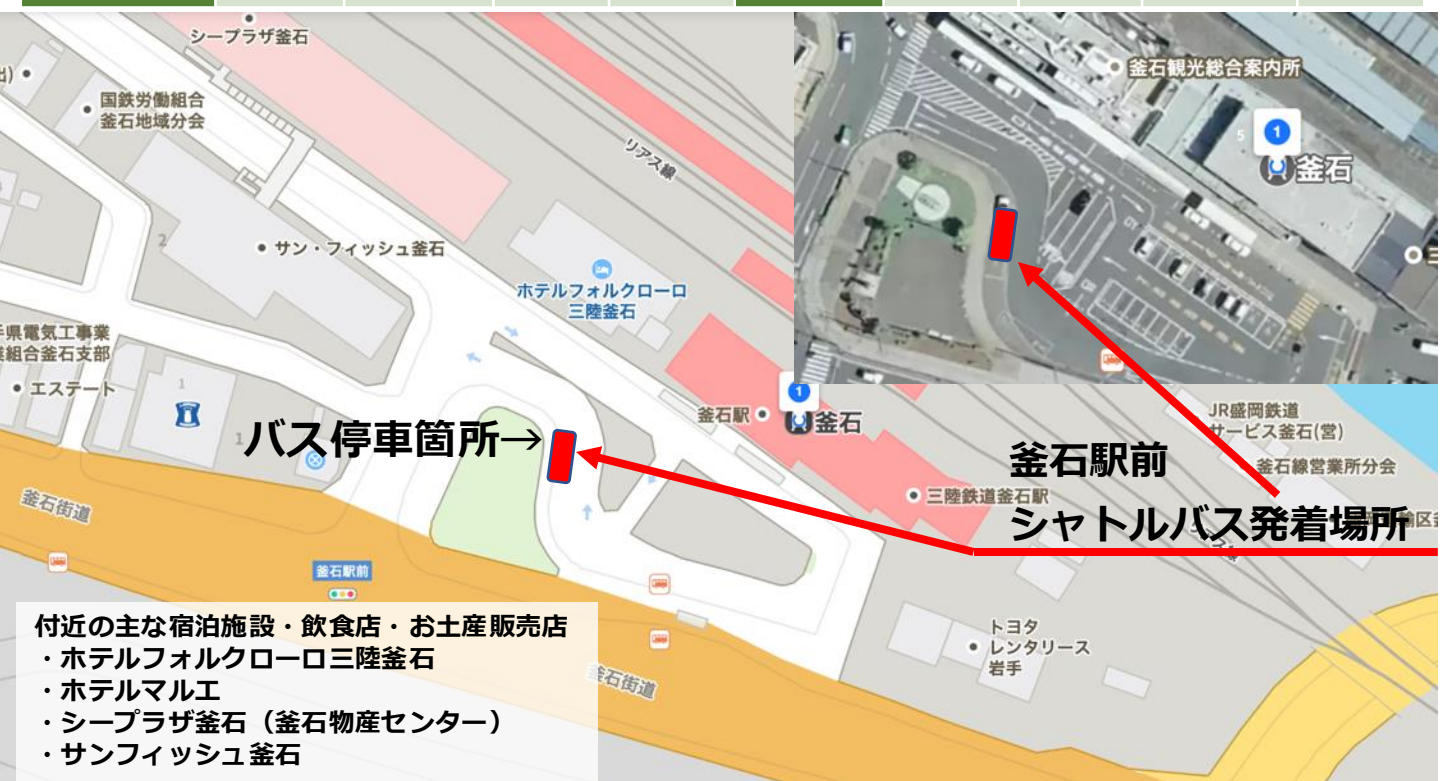 シープラザ釜石
国鉄労働組合
釜石地域分会
リアス線
サン・フィッシュ釜石
ホテルフォルクローロ
三陸釜石
県電気工事業
組合釜石支部
エステート
釜石観光総合案内所
5
1
釜石
三
2
1
1
バス停車箇所→
釜石駅
1
釜石
三陸鉄道釜石駅
JR盛岡鉄道
サービス釜石(営)
釜石線営業所分会
釜石駅前
シャトルバス発着場所
輸区
釜石街道
釜石駅前
釜石街道
トヨタ
レンタリース
岩手
付近の主な宿泊施設・飲食店・お土産販売店
・ホテルフォルクローロ三陸釜石
・ホテルマルエ
・シープラザ釜石（釜石物産センター）
・サンフィッシュ釜石